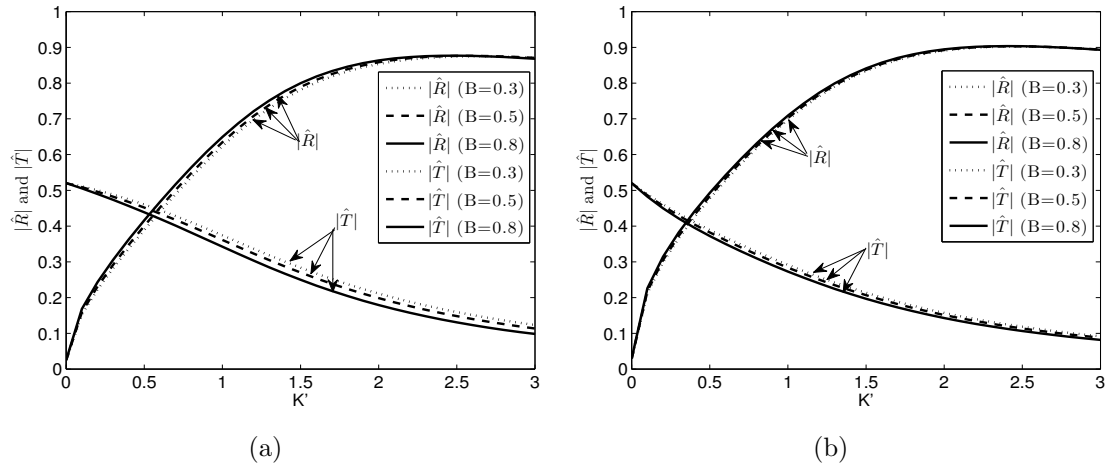 1
0.9
0.8
0.7
0.6
0.5
0.4
0.3
0.2
0.1
0
|R̂| and |T̂|
|R̂| (B=0.3)
|R̂| (B=0.5)
|R̂| (B=0.8)
|T̂| (B=0.3)
|T̂| (B=0.5)
|T̂| (B=0.8)
|R̂|
|T̂|
0 0.5 1 1.5 2 2.5 3
K'
(a)
1
0.9
0.8
0.7
0.6
0.5
0.4
0.3
0.2
0.1
0
|R̂| and |T̂|
|R̂| (B=0.3)
|R̂| (B=0.5)
|R̂| (B=0.8)
|T̂| (B=0.3)
|T̂| (B=0.5)
|T̂| (B=0.8)
|R̂|
|T̂|
0 0.5 1 1.5 2 2.5 3
K'
(b)